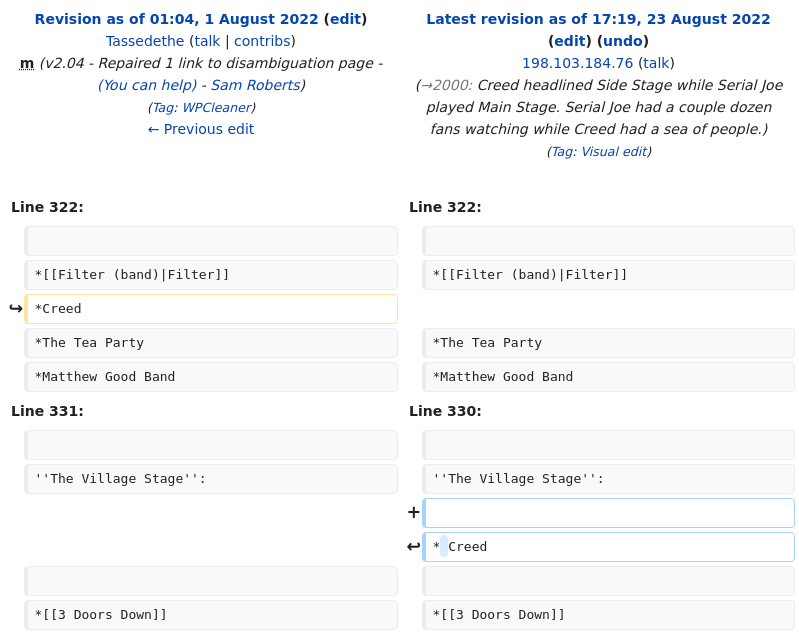 Revision as of 01:04, 1 August 2022 (edit)
Tassedethe (talk | contribs)
m (v2.04 - Repaired 1 link to disambiguation page -
(You can help) - Sam Roberts)
(Tag: WPCleaner)
← Previous edit
Latest revision as of 17:19, 23 August 2022
(edit) (undo)
198.103.184.76 (talk)
(→2000: Creed headlined Side Stage while Serial Joe
played Main Stage. Serial Joe had a couple dozen
fans watching while Creed had a sea of people.)
(Tag: Visual edit)
Line 322:
Line 322:
*[[Filter (band)|Filter]]
*[[Filter (band)|Filter]]
↪ *Creed
*The Tea Party
*The Tea Party
*Matthew Good Band
*Matthew Good Band
Line 331:
Line 330:
''The Village Stage'':
''The Village Stage'':
+
↩ * Creed
*[[3 Doors Down]]
*[[3 Doors Down]]